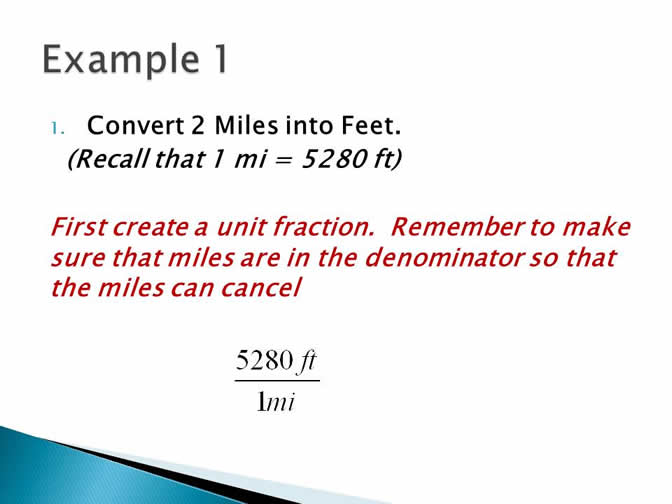 Example 1
1. Convert 2 Miles into Feet.
(Recall that 1 mi = 5280 ft)
First create a unit fraction. Remember to make
sure that miles are in the denominator so that
the miles can cancel
5280 ft
1mi